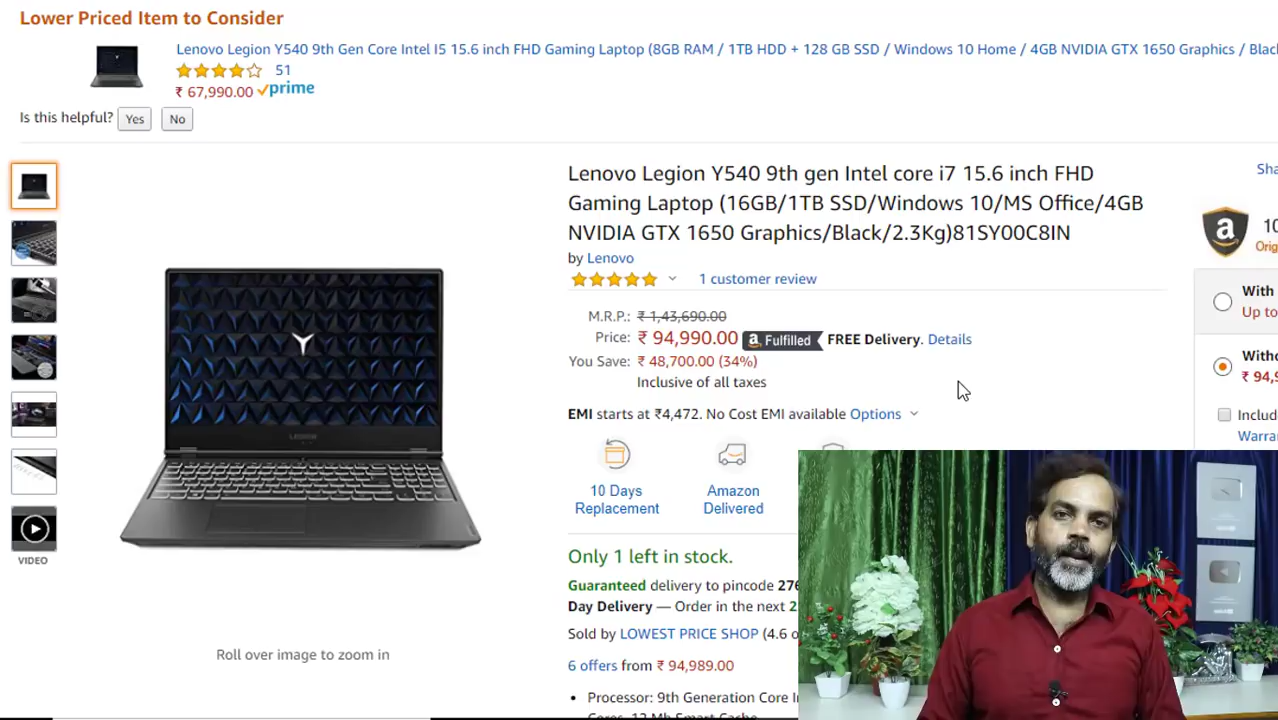 Lower Priced Item to Consider
Lenovo Legion Y540 9th Gen Core Intel I5 15.6 inch FHD Gaming Laptop (8GB RAM / 1TB HDD + 128 GB SSD / Windows 10 Home / 4GB NVIDIA GTX 1650 Graphics /
51
₹ 67,990.00 prime
Is this helpful? Yes No
Lenovo Legion Y540 9th gen Intel core i7 15.6 inch FHD
Gaming Laptop (16GB/1TB SSD/Windows 10/MS Office/4GB
NVIDIA GTX 1650 Graphics/Black/2.3Kg)81SY00C8IN
by Lenovo
1 customer review
M.R.P.: ₹ 1,43,690.00
Price: ₹ 94,990.00 a Fulfilled FREE Delivery. Details
You Save: ₹ 48,700.00 (34%)
Inclusive of all taxes
EMI starts at ₹4,472. No Cost EMI available Options
10 Days
Replacement
Amazon
Delivered
Only 1 left in stock.
Guaranteed delivery to pincode
Day Delivery — Order in the next
Sold by LOWEST PRICE SHOP (4.6
6 offers from ₹ 94,989.00
Processor: 9th Generation Core
VIDEO
Roll over image to zoom in
a
With
Up to
₹ 94,9
LEGION